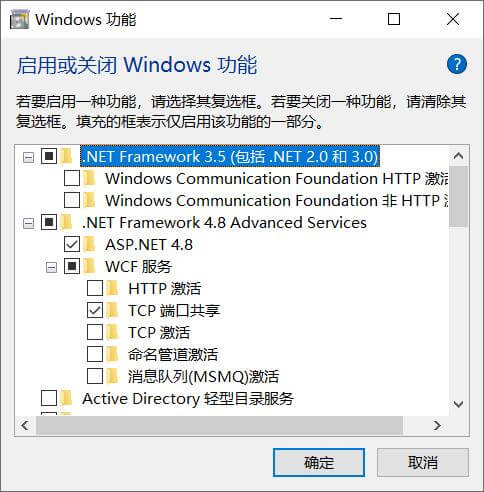 Windows 功能
启用或关闭 Windows 功能
?
若要启用一种功能，请选择其复选框。若要关闭一种功能，请清除其
复选框。填充的框表示仅启用该功能的一部分。
.NET Framework 3.5 (包括 .NET 2.0 和 3.0)
Windows Communication Foundation HTTP 激活
Windows Communication Foundation 非 HTTP
.NET Framework 4.8 Advanced Services
ASP.NET 4.8
WCF 服务
HTTP 激活
TCP 端口共享
TCP 激活
命名管道激活
消息队列(MSMQ)激活
Active Directory 轻型目录服务
确定
取消